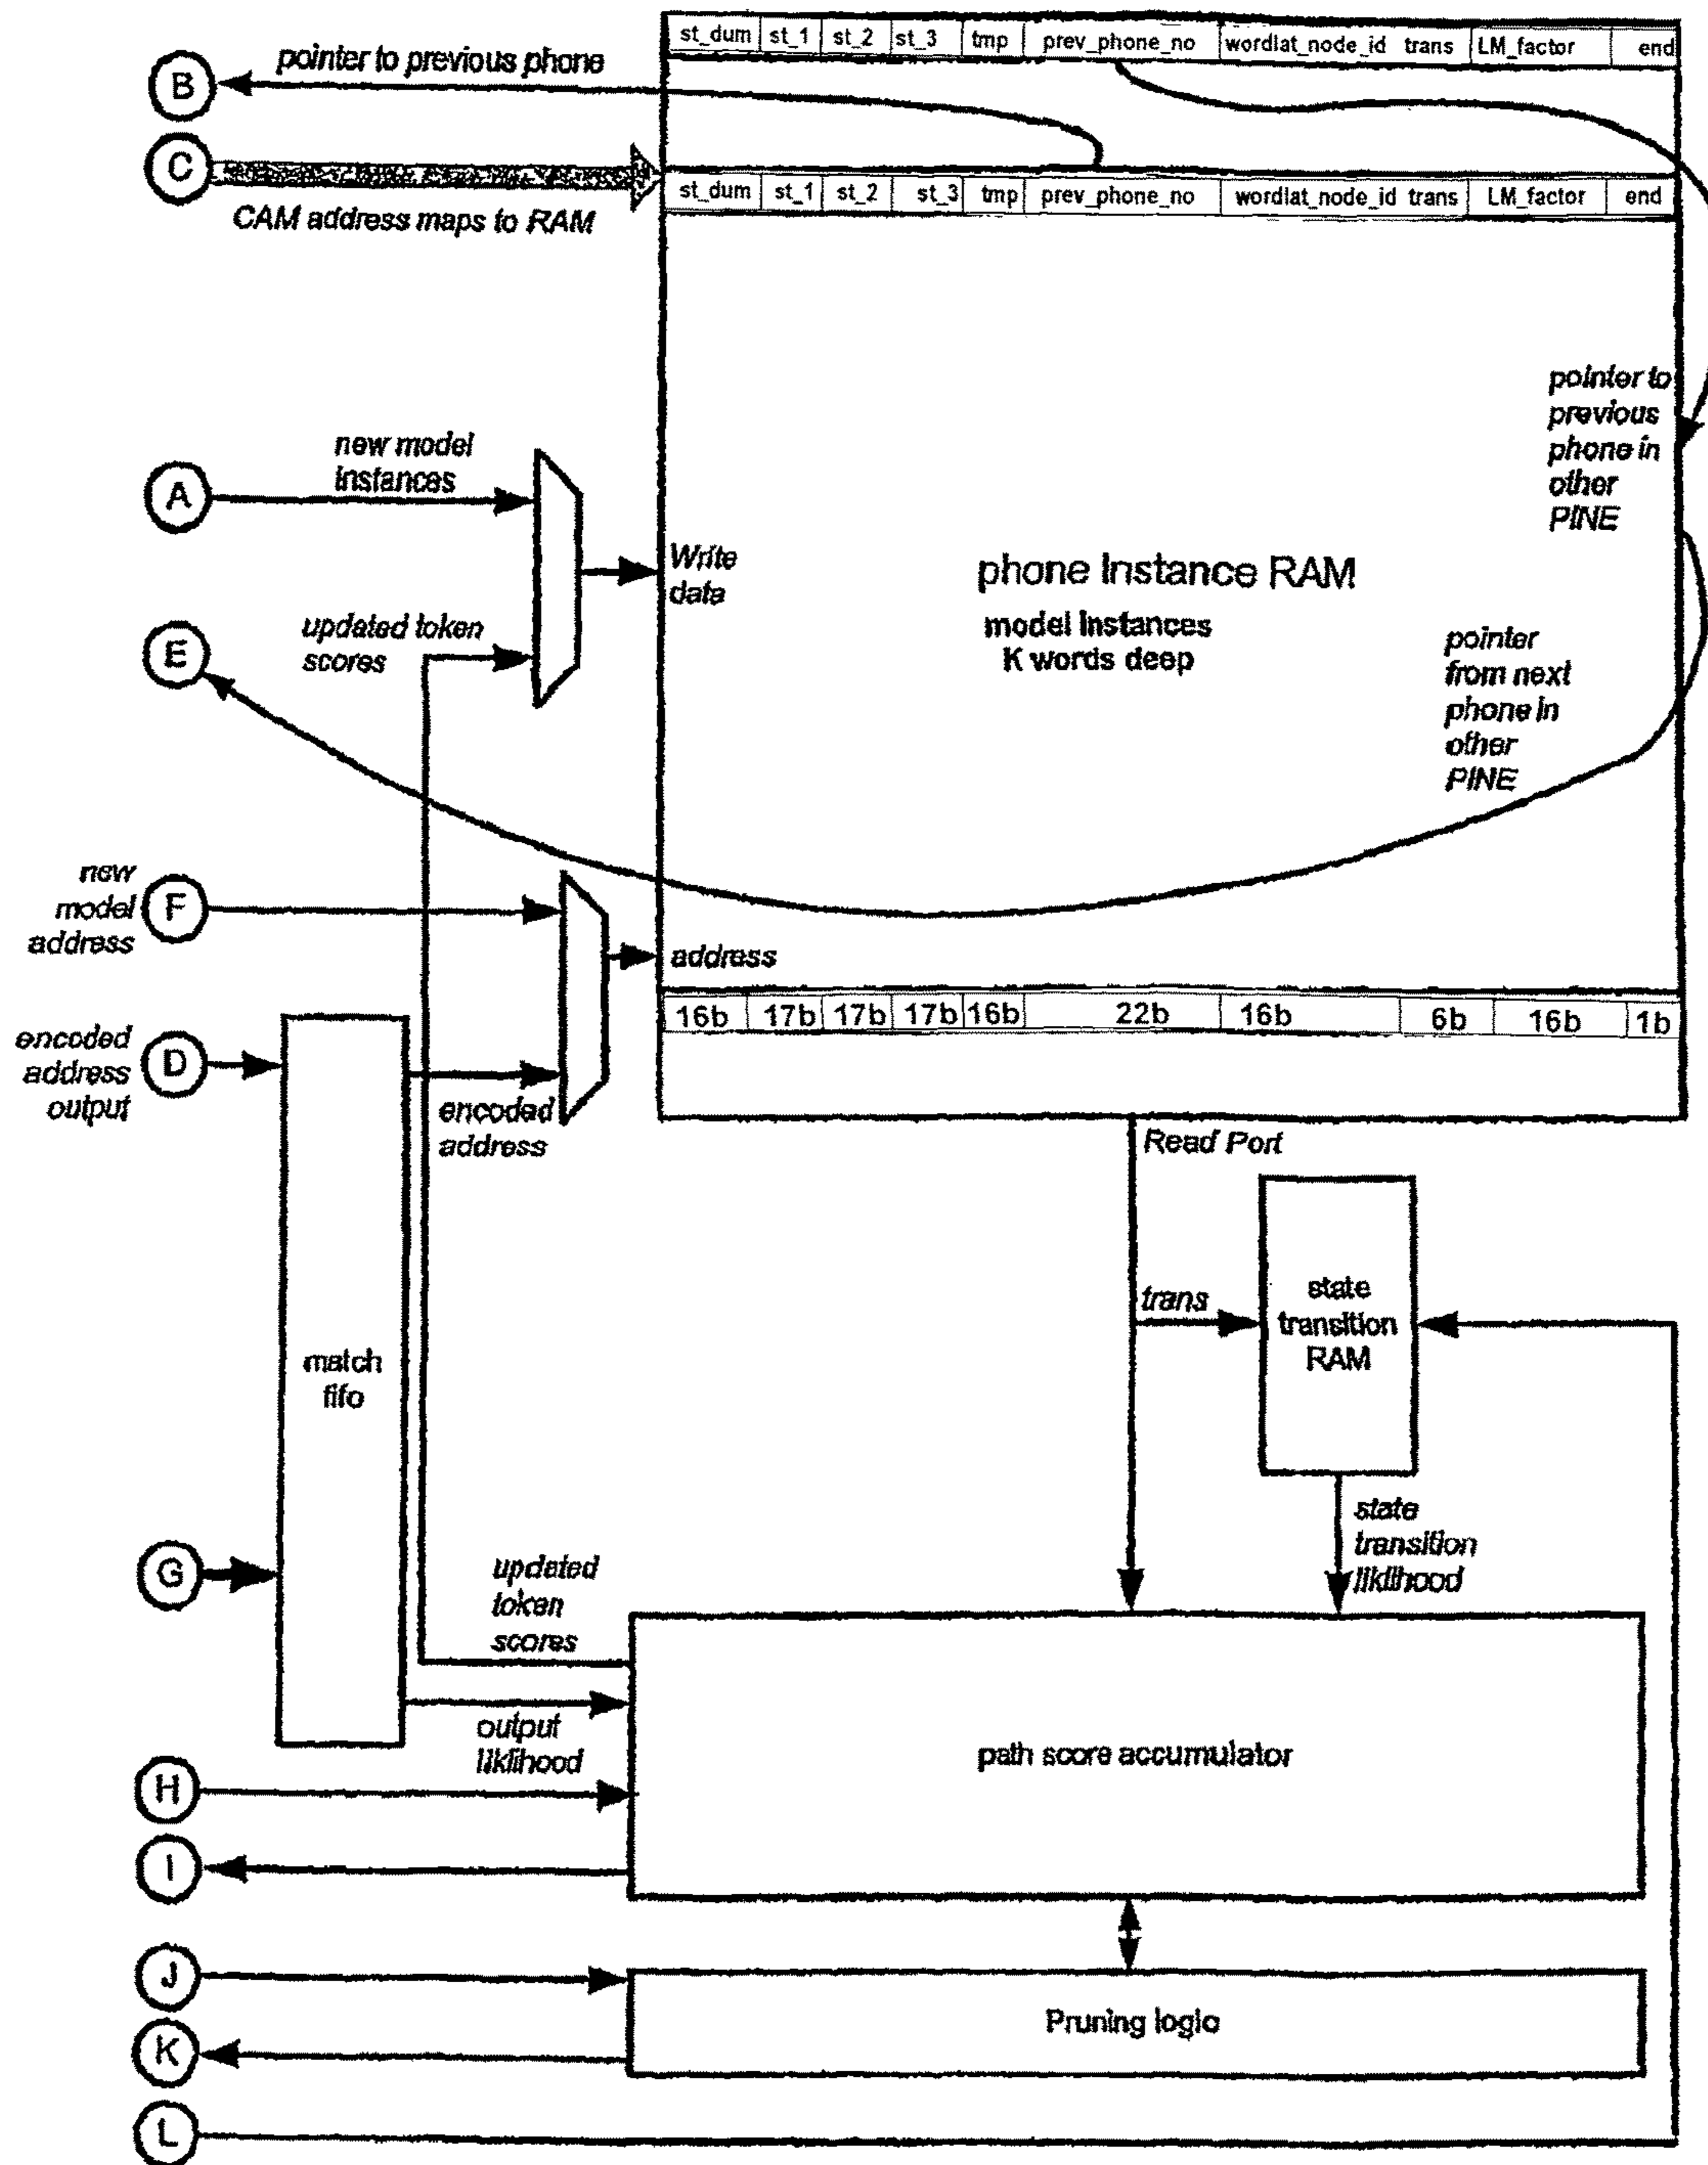 st_dum st_1 st_2 st_3 tmp prev_phone_no wordlat_node_id trans LM_factor end
pointer to previous phone
B
C
st_dum st_1 st_2 st_3 tmp prev_phone_no wordlat_node_id trans LM_factor end
CAM address maps to RAM
pointer to
previous
phone in
other
PINE
new model
instances
A
Write
data
phone Instance RAM
model instances
K words deep
updated token
scores
E
pointer
from next
phone in
other
PINE
new
model
address
F
address
16b 17b 17b 17b 16b 22b 16b 6b 16b 1b
encoded
address
output
D
encoded
address
Read Port
trans
state
transition
RAM
match
fifo
state
transition
liklihood
G
updated
token
scores
output
liklihood
path score accumulator
H
I
J
Pruning logic
K
L